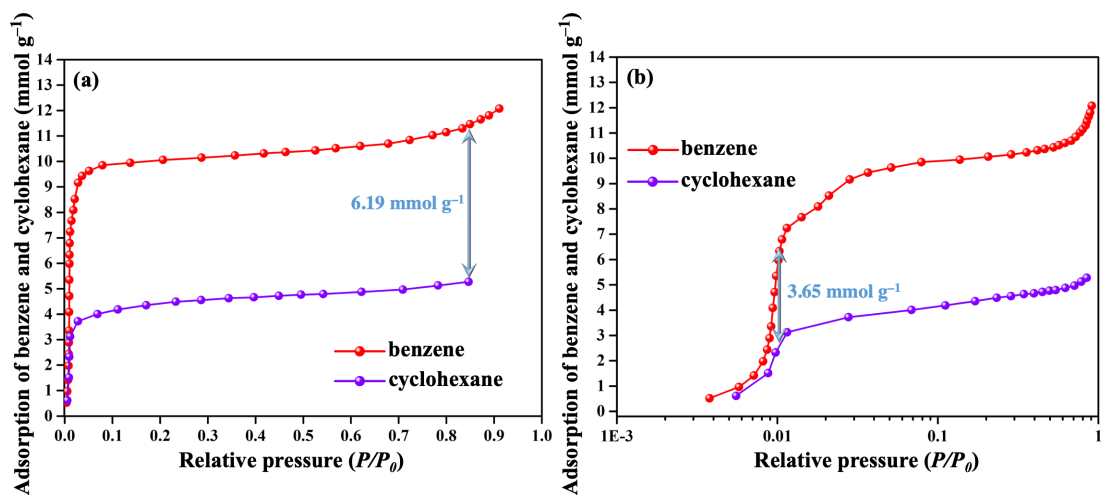 Adsorption of benzene and cyclohexane (mmol g⁻¹)
14
13
12
11
10
9
8
7
6
5
4
3
2
1
0
(a)
6.19 mmol g⁻¹
benzene
cyclohexane
0.0 0.1 0.2 0.3 0.4 0.5 0.6 0.7 0.8 0.9 1.0
Relative pressure (P/P₀)
Adsorption of benzene and cyclohexane (mmol g⁻¹)
14
13
12
11
10
9
8
7
6
5
4
3
2
1
0
(b)
benzene
cyclohexane
3.65 mmol g⁻¹
1E-3 0.01 0.1 1
Relative pressure (P/P₀)